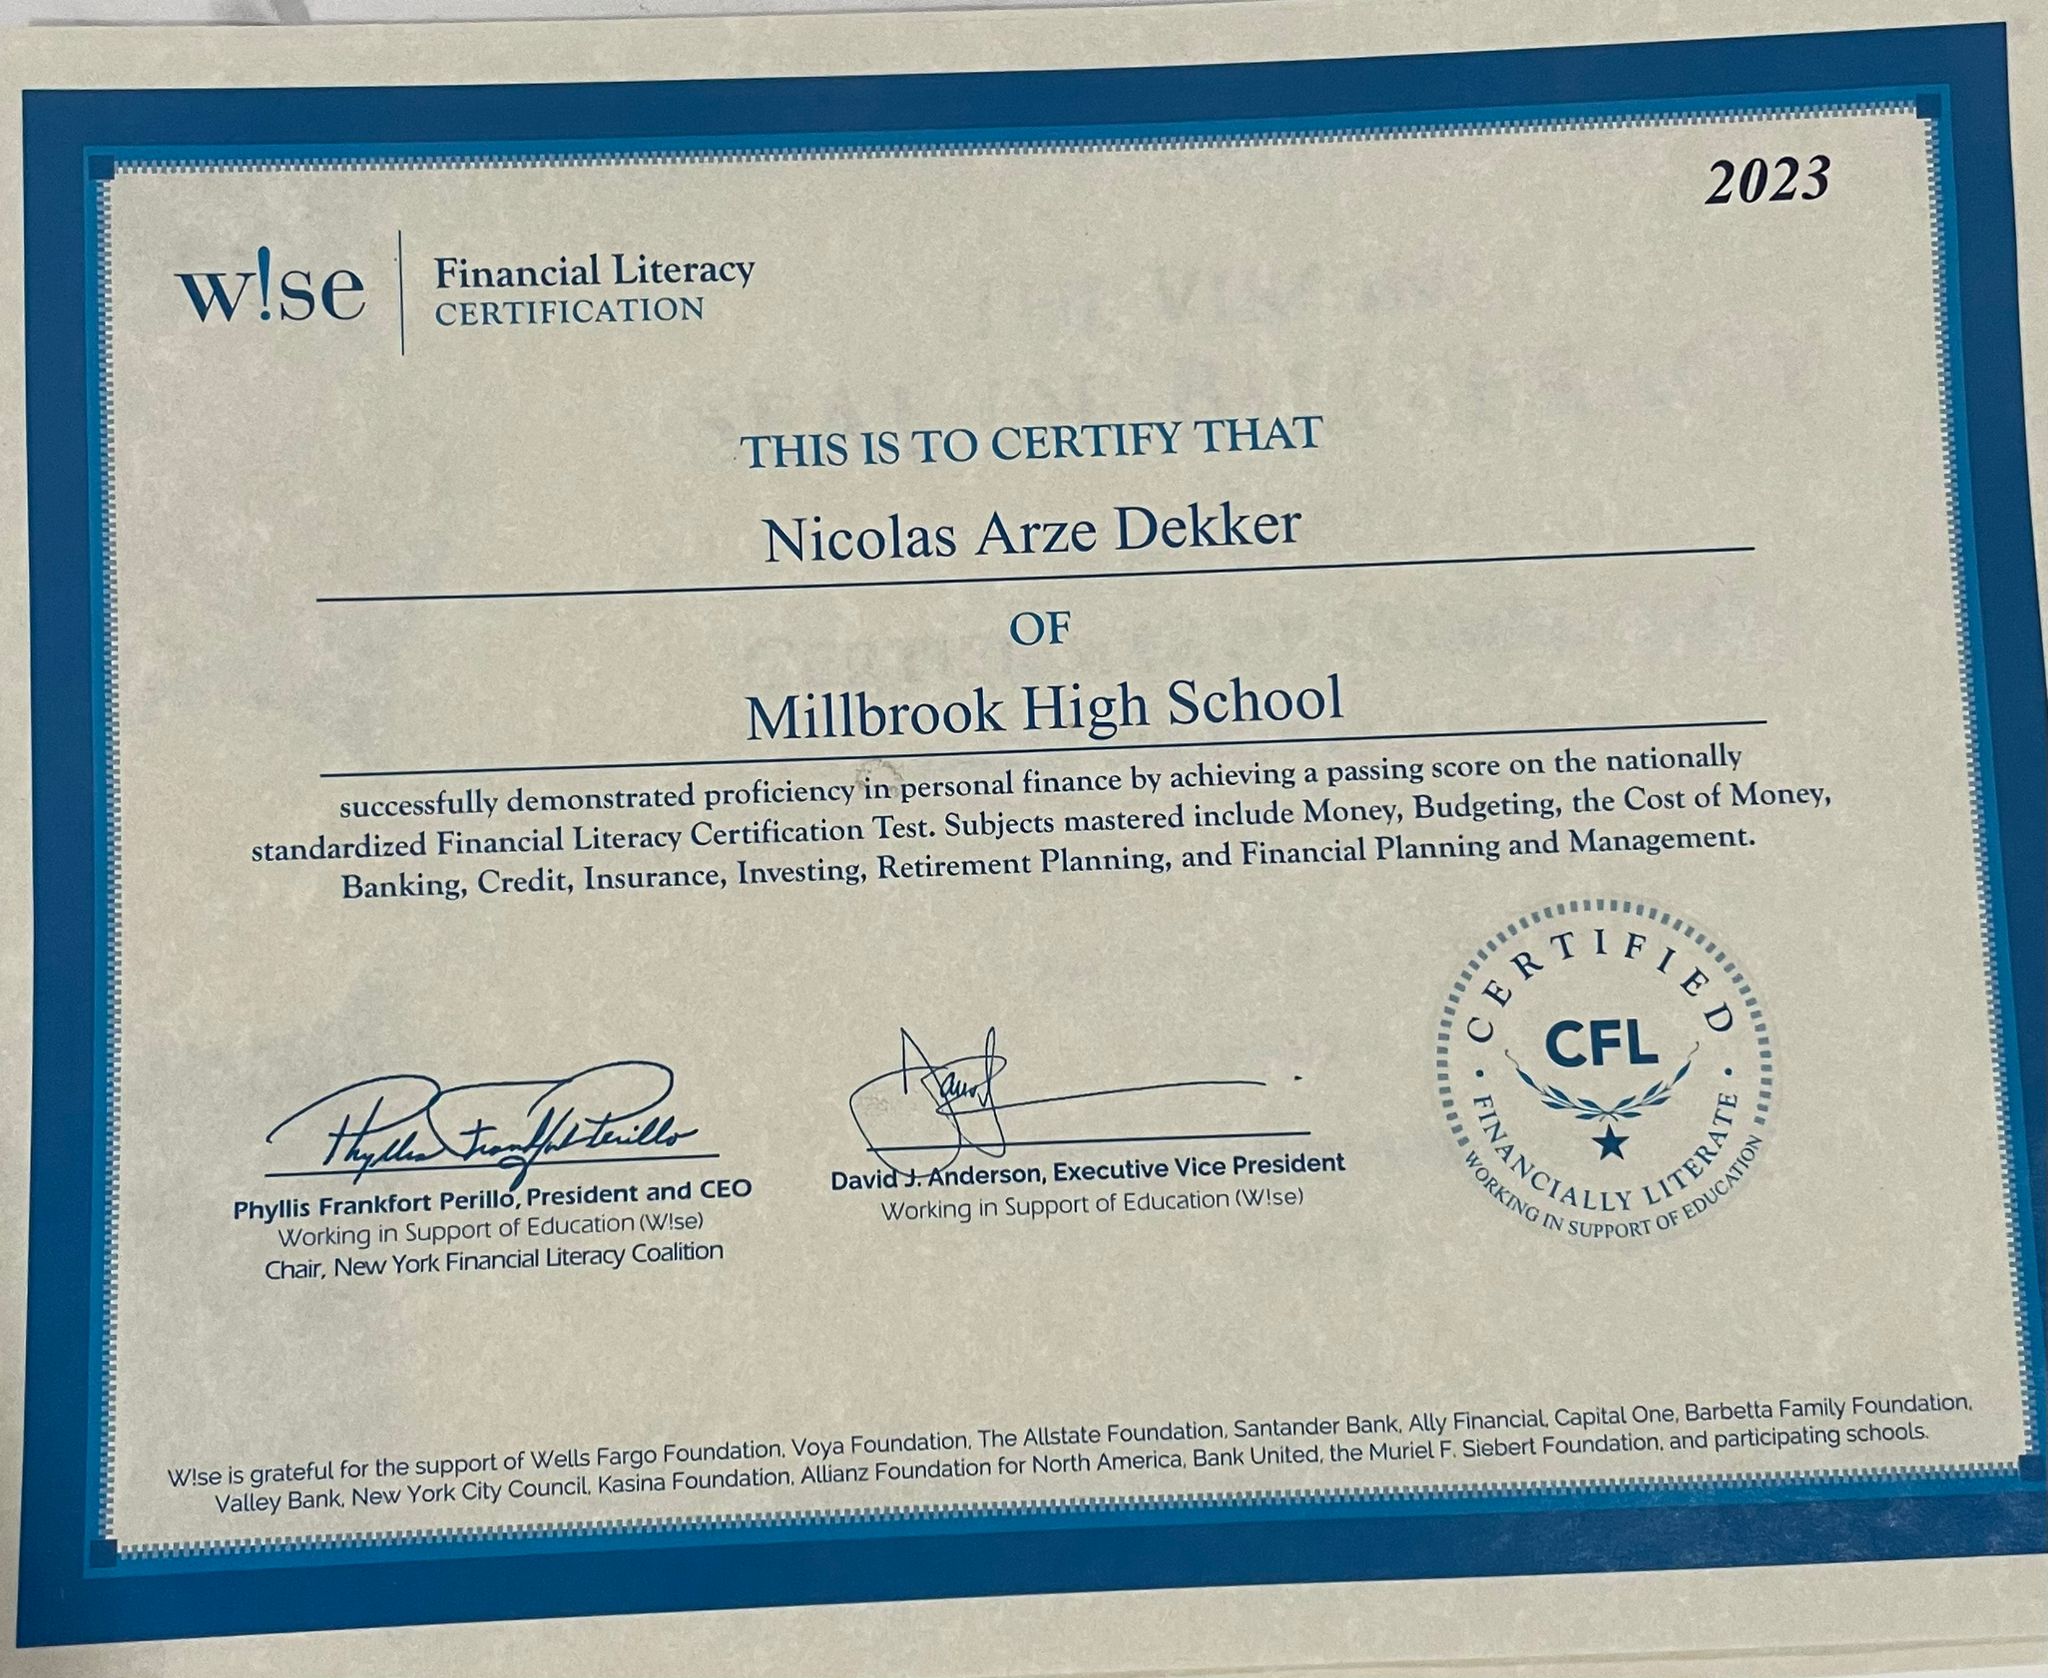 2023
w!se
Financial Literacy
CERTIFICATION
THIS IS TO CERTIFY THAT
Nicolas Arze Dekker
OF
Millbrook High School
successfully demonstrated proficiency in personal finance by achieving a passing score on the nationally
standardized Financial Literacy Certification Test. Subjects mastered include Money, Budgeting, the Cost of Money,
Banking, Credit, Insurance, Investing, Retirement Planning, and Financial Planning and Management.
Phyllis Frankfort Perillo
Phyllis Frankfort Perillo, President and CEO
Working in Support of Education (W!se)
Chair, New York Financial Literacy Coalition
David J. Anderson, Executive Vice President
Working in Support of Education (W!se)
CERTIFIED
CFL
FINANCIALLY LITERATE
WORKING IN SUPPORT OF EDUCATION
W!se is grateful for the support of Wells Fargo Foundation, Voya Foundation, The Allstate Foundation, Santander Bank, Ally Financial, Capital One, Barbetta Family Foundation,
Valley Bank, New York City Council, Kasina Foundation, Allianz Foundation for North America, Bank United, the Muriel F. Siebert Foundation, and participating schools.